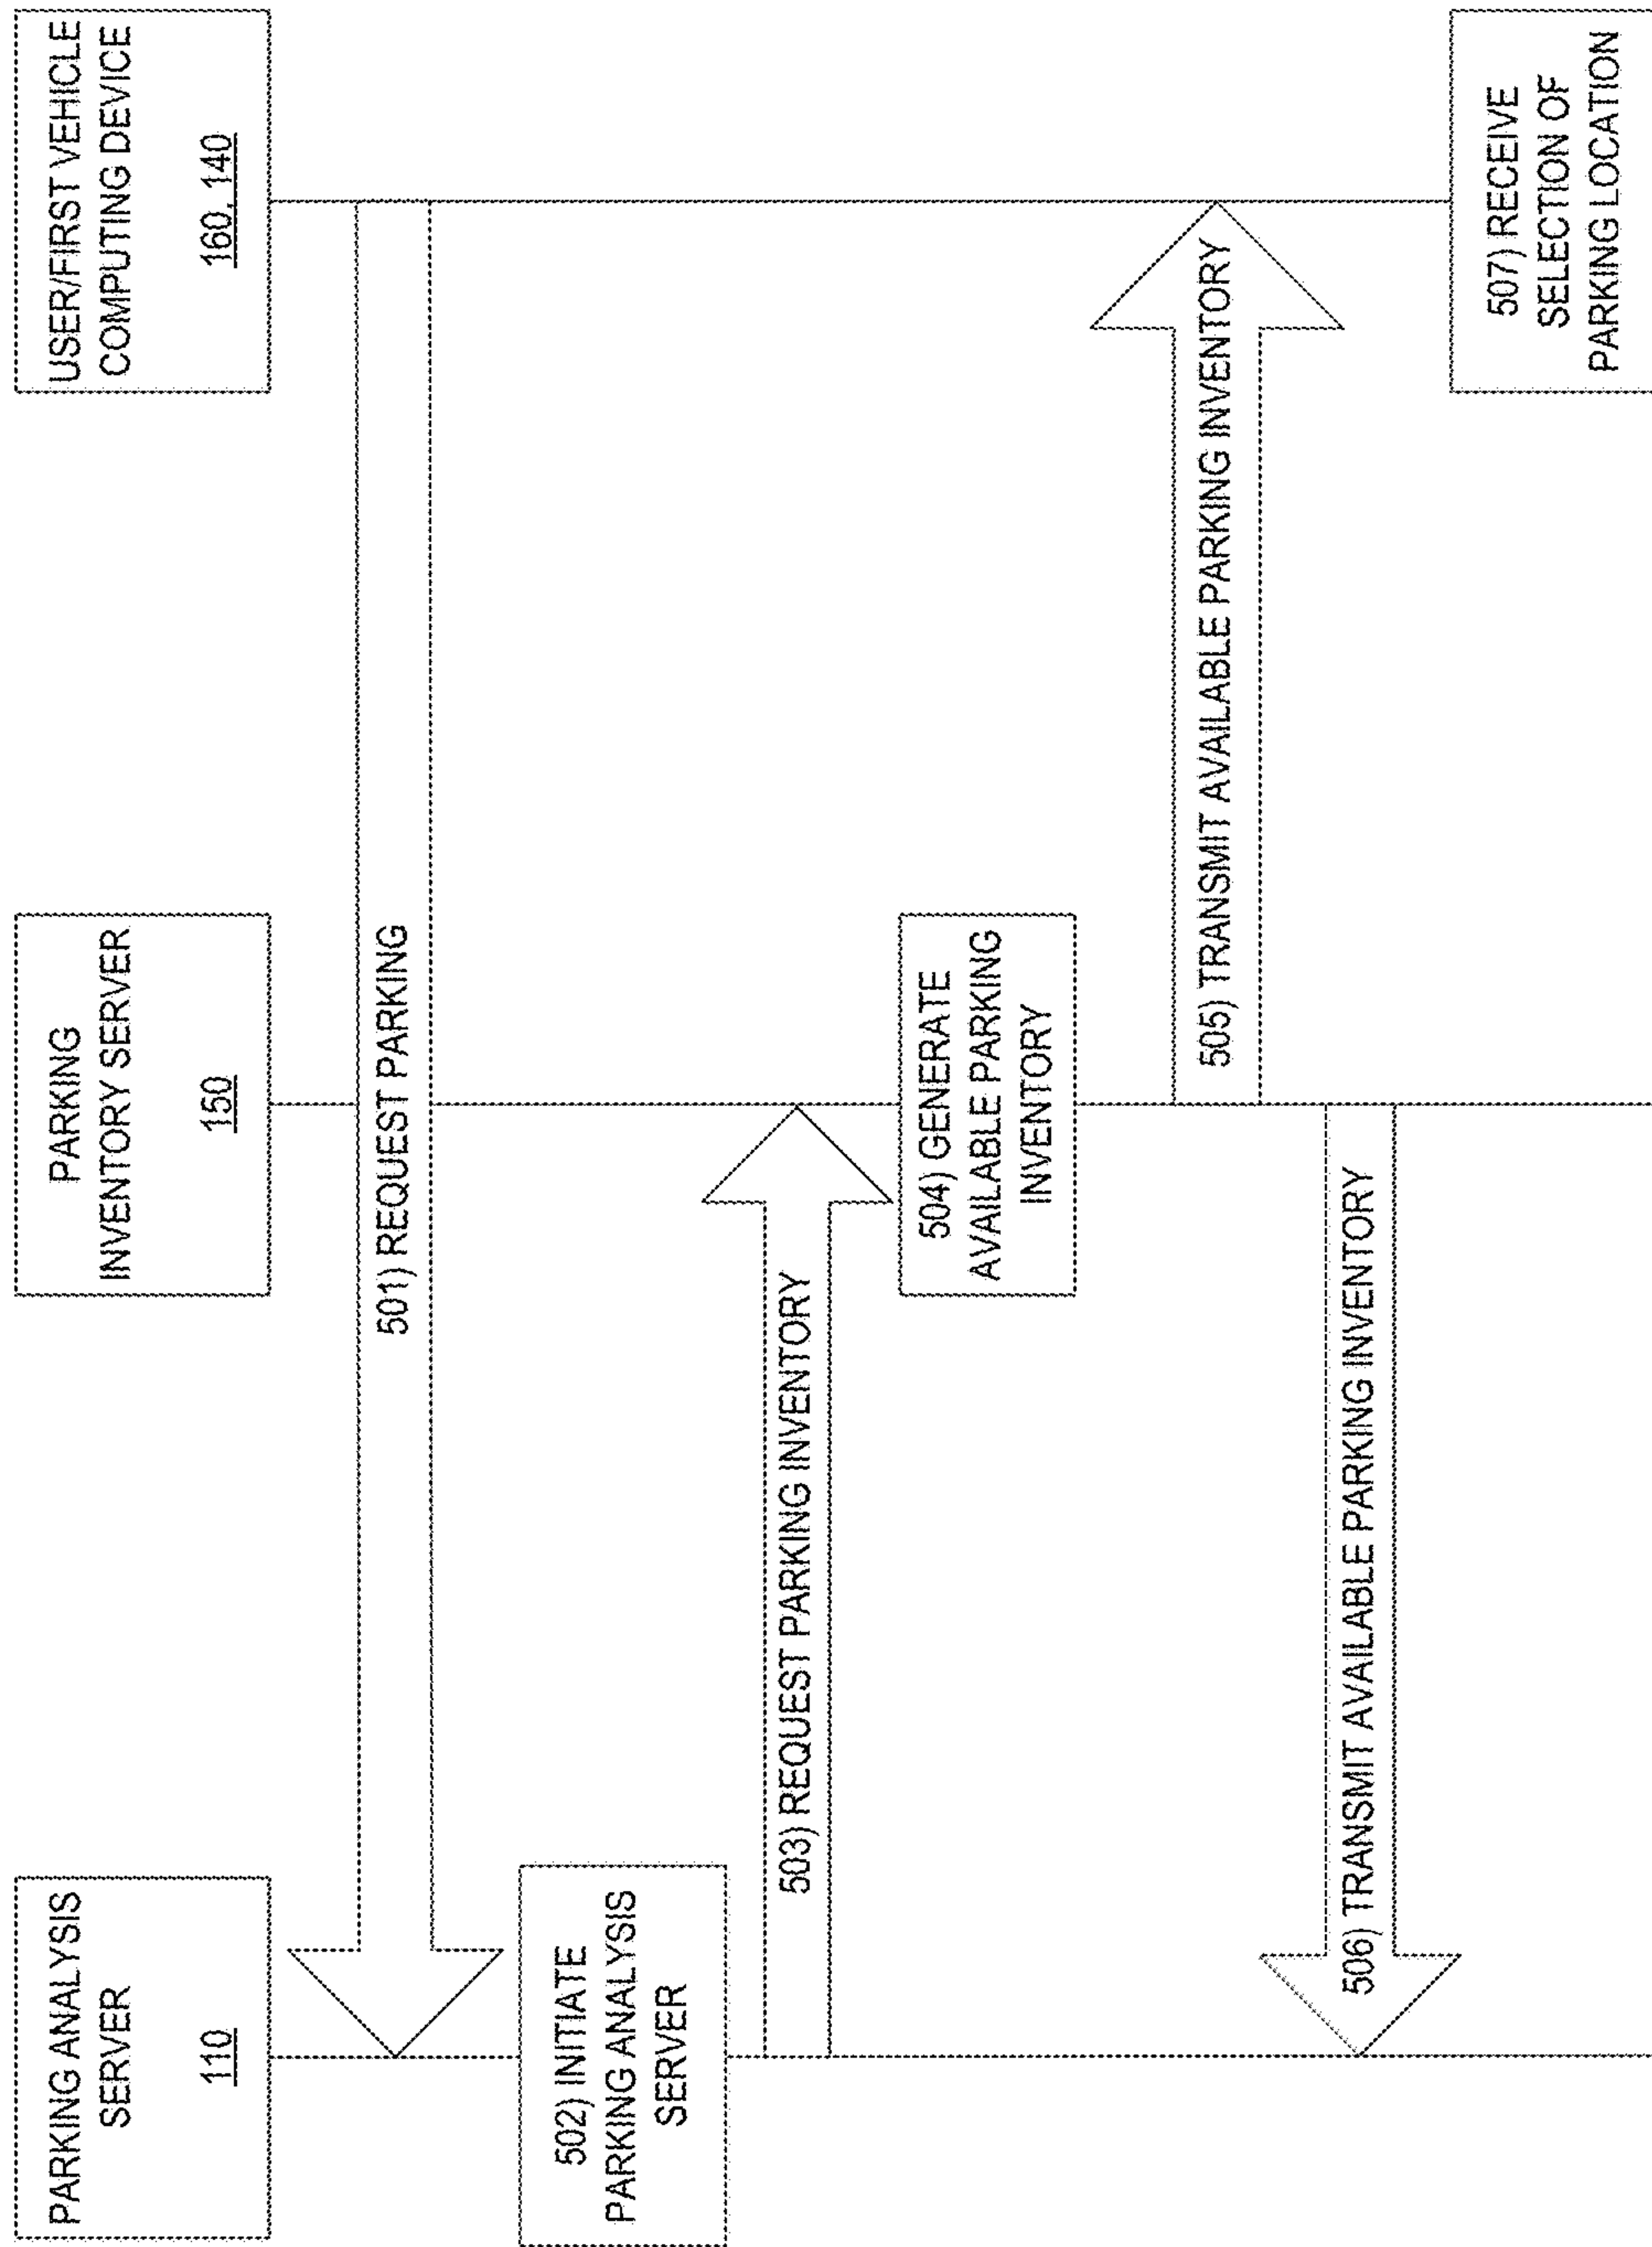 PARKING ANALYSIS
SERVER
110
PARKING
INVENTORY SERVER
150
USER/FIRST VEHICLE
COMPUTING DEVICE
160, 140
501) REQUEST PARKING
502) INITIATE
PARKING ANALYSIS
SERVER
503) REQUEST PARKING INVENTORY
504) GENERATE
AVAILABLE PARKING
INVENTORY
505) TRANSMIT AVAILABLE PARKING INVENTORY
506) TRANSMIT AVAILABLE PARKING INVENTORY
507) RECEIVE
SELECTION OF
PARKING LOCATION